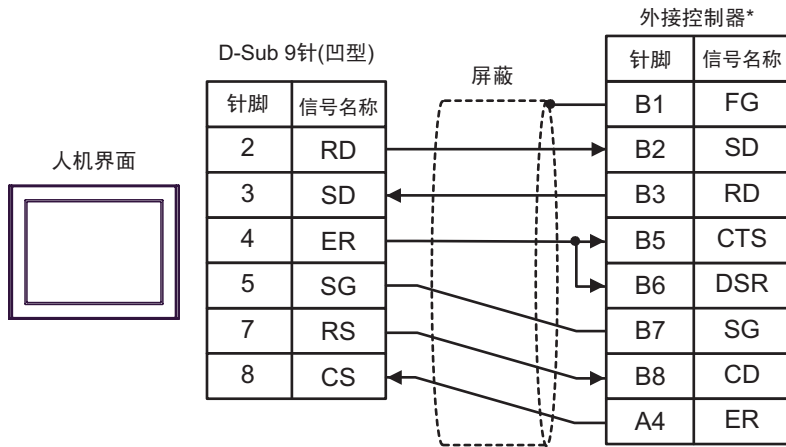 外接控制器*
D-Sub 9针(凹型)
屏蔽
人机界面
针脚 信号名称
2 RD
3 SD
4 ER
5 SG
7 RS
8 CS
针脚 信号名称
B1 FG
B2 SD
B3 RD
B5 CTS
B6 DSR
B7 SG
B8 CD
A4 ER